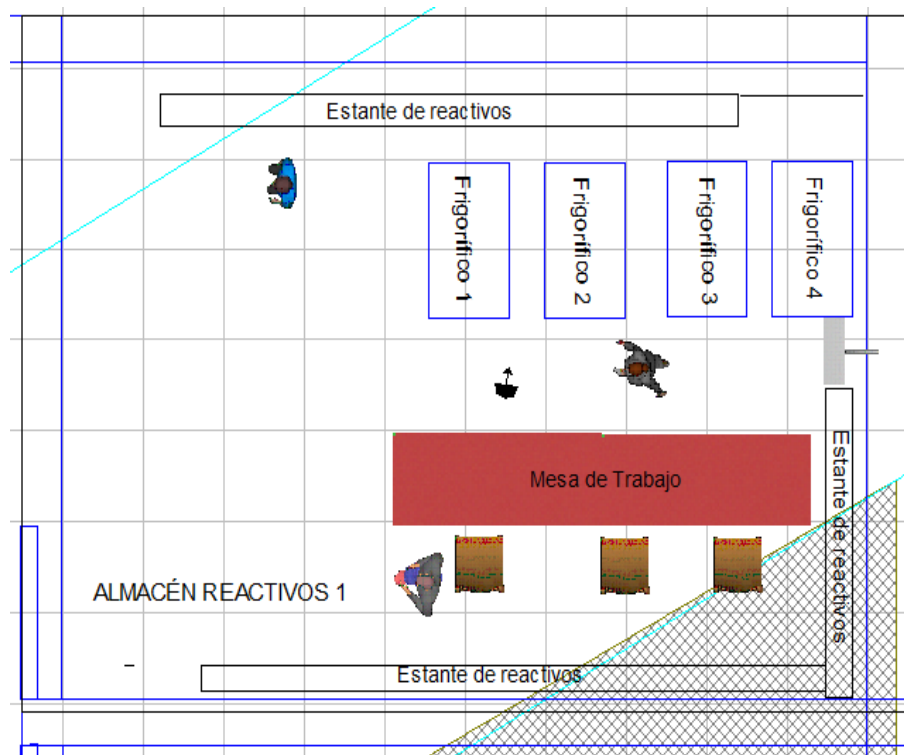 Estante de reactivos
Frigorífico 1
Frigorífico 2
Frigorífico 3
Frigorífico 4
Mesa de Trabajo
Estante de reactivos
ALMACÉN REACTIVOS 1
Estante de reactivos